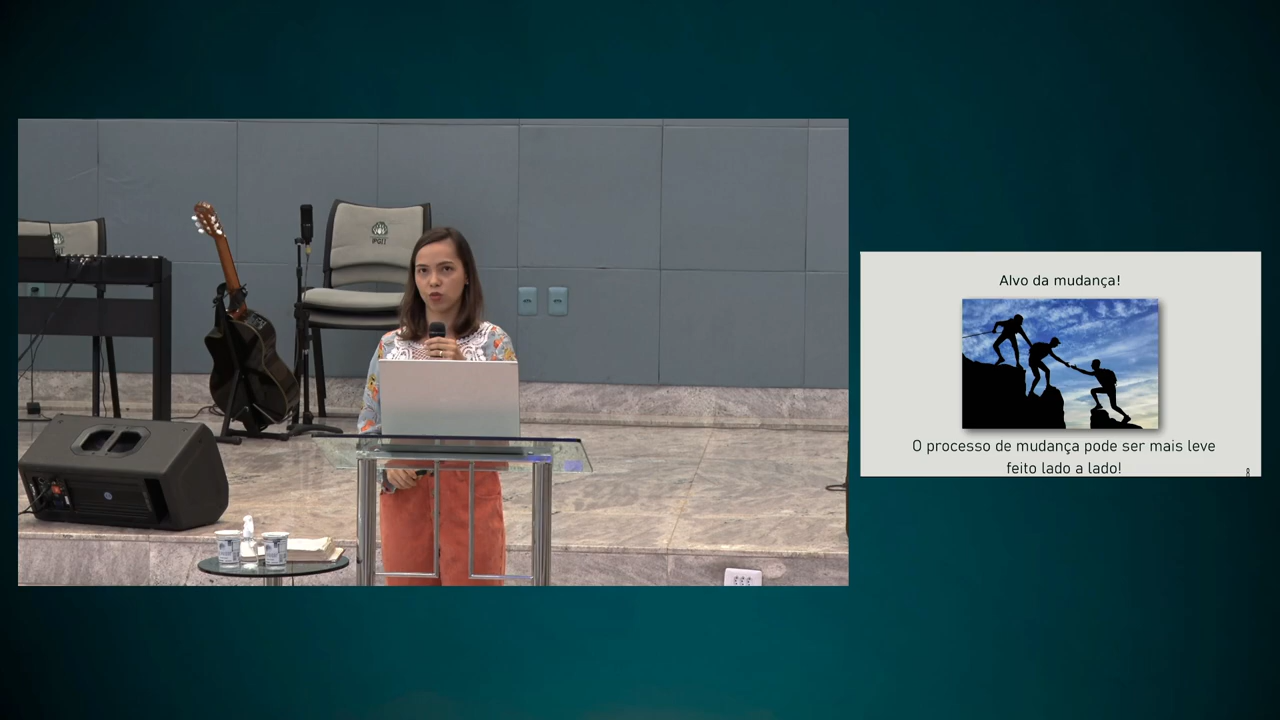 Alvo da mudança!
O processo de mudança pode ser mais leve
feito lado a lado!
8